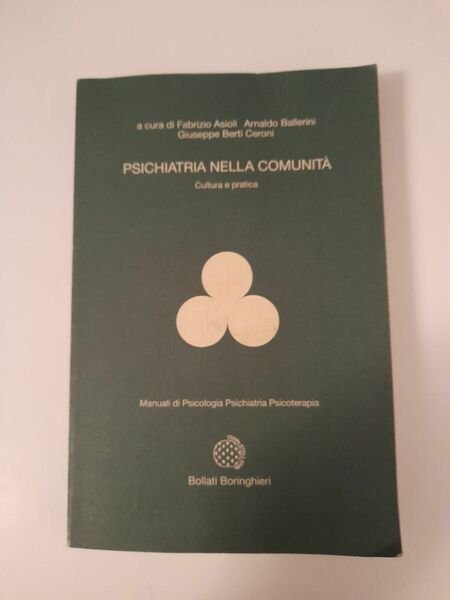 a cura di Fabrizio Asioli Arnaldo Ballerini
Giuseppe Berti Ceroni
PSICHIATRIA NELLA COMUNITÀ
Cultura e pratica
Manuali di Psicologia Psichiatria Psicoterapia
Bollati Boringhieri